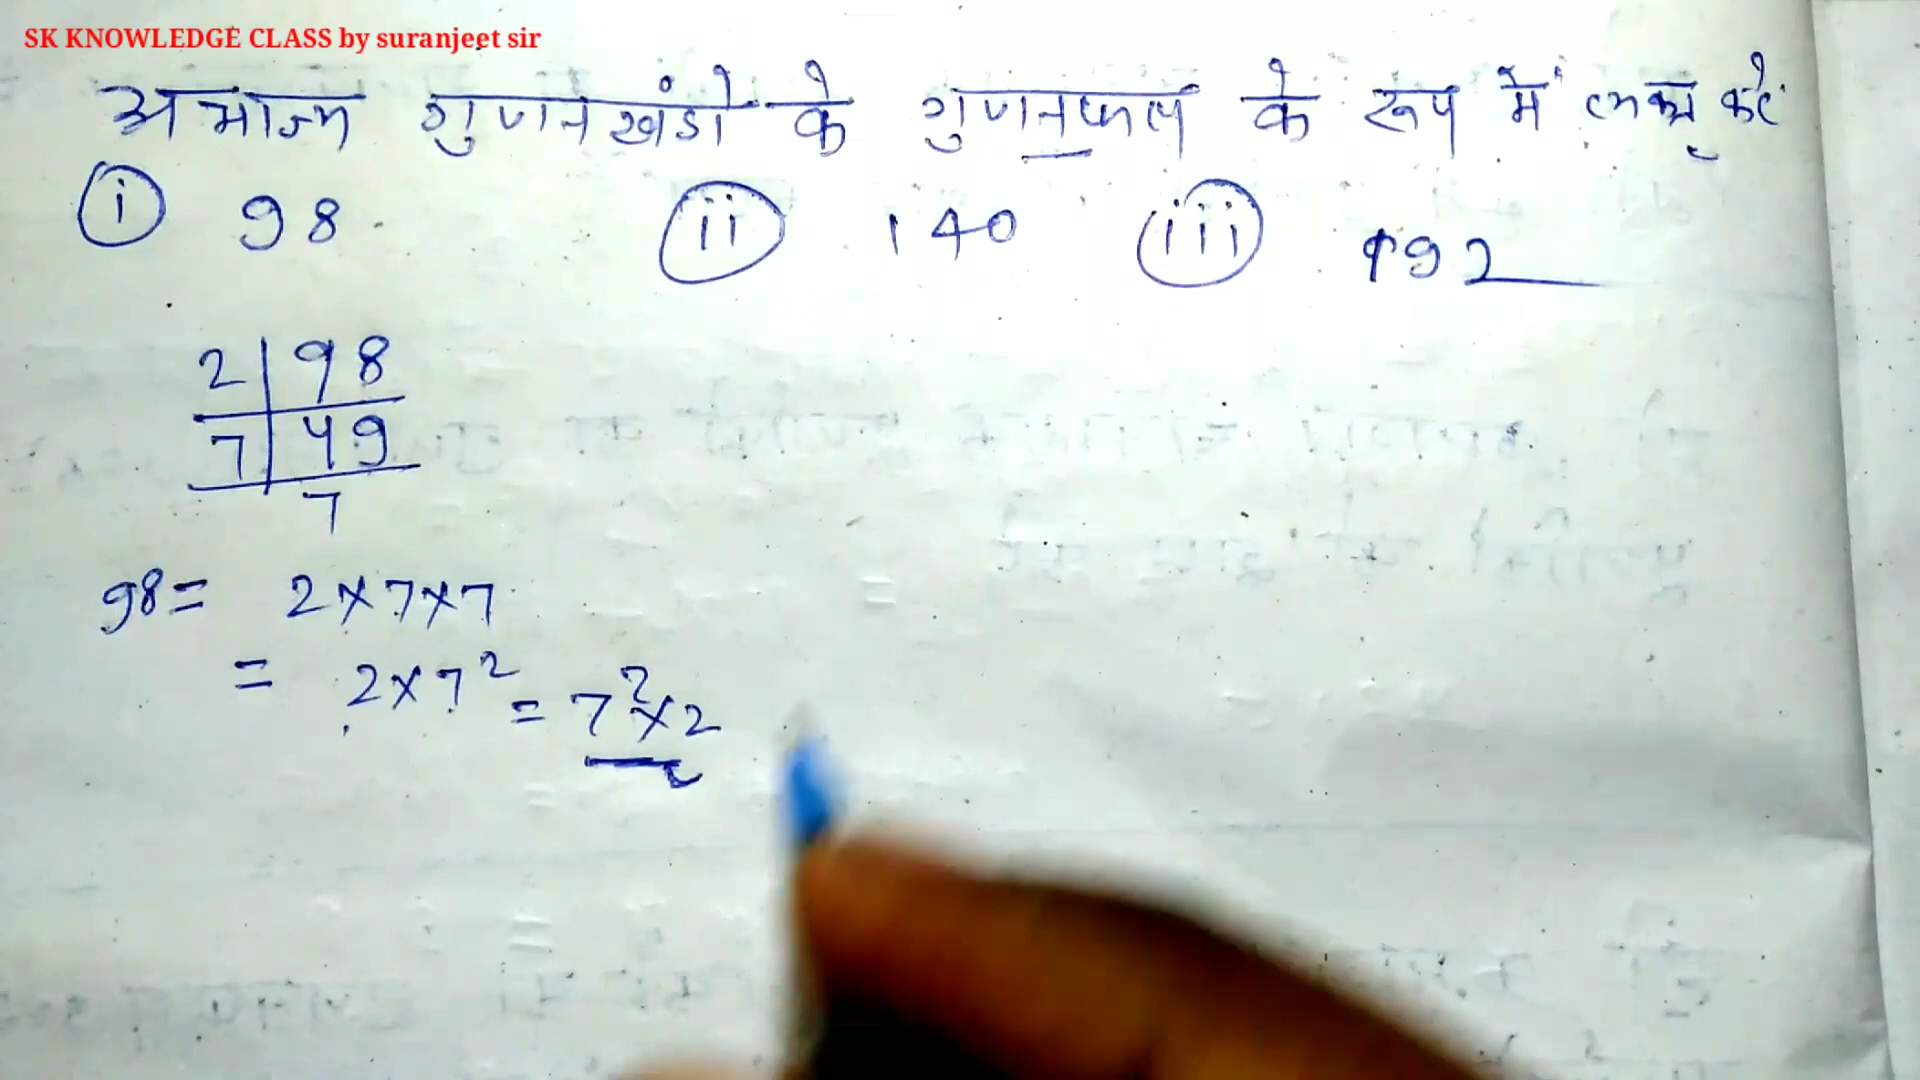 SK KNOWLEDGE CLASS by suranjeet sir
अभाज्य गुणनखंडो के गुणनफल के रूप में व्यक्त करे
(i) 98 (ii) 140 (iii) 192
2 | 98
7 | 49
7
98 = 2×7×7
= 2×7² = 7²×2